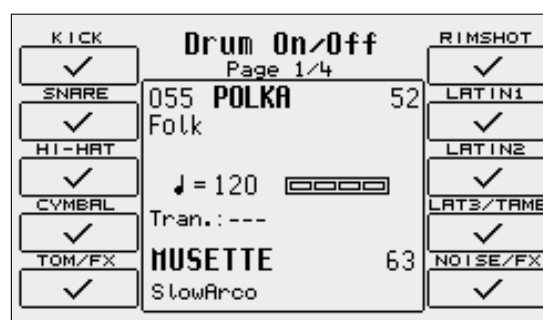 Drum On/Off
Page 1/4
KICK
SNARE
HI-HAT
CYMBAL
TOM/FX
055 POLKA 52
Folk
♩= 120
Tran.:---
MUSETTE 63
SlowArco
RIMSHOT
LATIN1
LATIN2
LAT3/TAMB
NOISE/FX